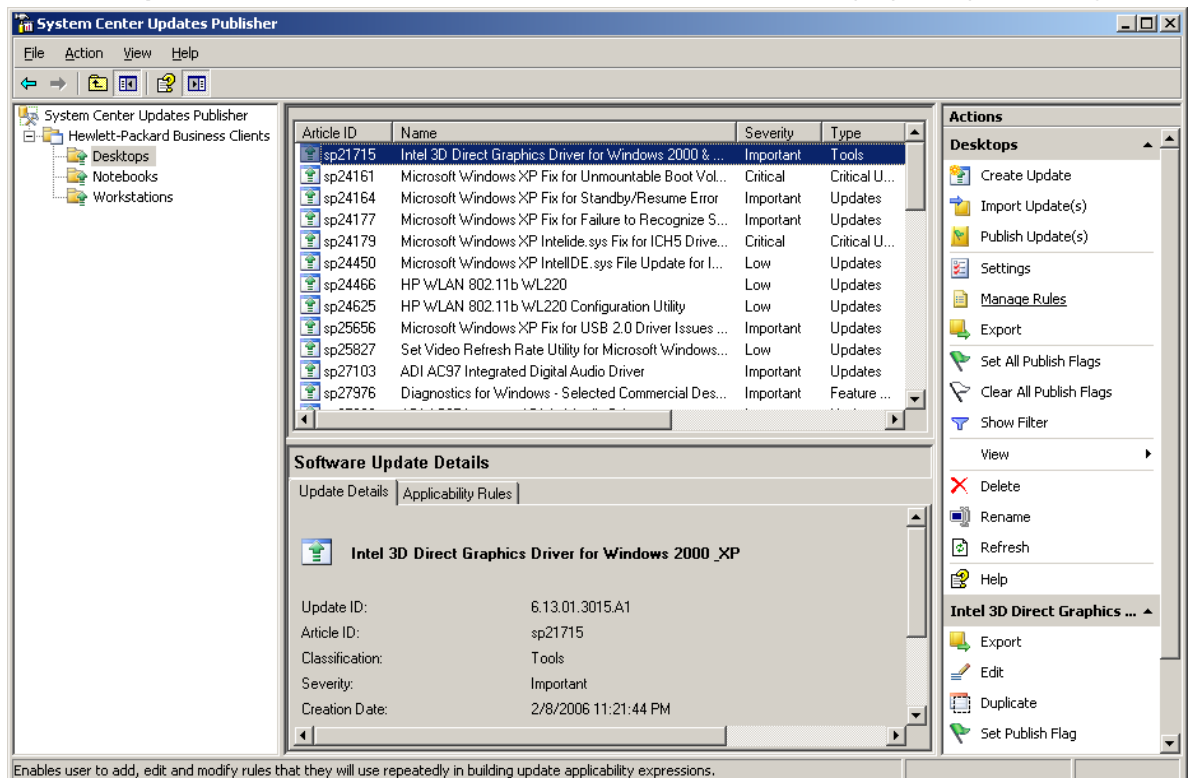 System Center Updates Publisher
File Action View Help
System Center Updates Publisher
Hewlett-Packard Business Clients
Desktops
Notebooks
Workstations
Article ID Name Severity Type
sp21715 Intel 3D Direct Graphics Driver for Windows 2000 & ... Important Tools
sp24161 Microsoft Windows XP Fix for Unmountable Boot Vol... Critical Critical U...
sp24164 Microsoft Windows XP Fix for Standby/Resume Error Important Updates
sp24177 Microsoft Windows XP Fix for Failure to Recognize S... Important Updates
sp24179 Microsoft Windows XP Intelide.sys Fix for ICH5 Drive... Critical Critical U...
sp24450 Microsoft Windows XP IntelIDE.sys File Update for I... Low Updates
sp24466 HP WLAN 802.11b WL220 Low Updates
sp24625 HP WLAN 802.11b WL220 Configuration Utility Low Updates
sp25656 Microsoft Windows XP Fix for USB 2.0 Driver Issues ... Important Updates
sp25827 Set Video Refresh Rate Utility for Microsoft Windows... Low Updates
sp27103 ADI AC97 Integrated Digital Audio Driver Important Updates
sp27976 Diagnostics for Windows - Selected Commercial Des... Important Feature ...
Software Update Details
Update Details Applicability Rules
Intel 3D Direct Graphics Driver for Windows 2000 _XP
Update ID: 6.13.01.3015.A1
Article ID: sp21715
Classification: Tools
Severity: Important
Creation Date: 2/8/2006 11:21:44 PM
Actions
Desktops
Create Update
Import Update(s)
Publish Update(s)
Settings
Manage Rules
Export
Set All Publish Flags
Clear All Publish Flags
Show Filter
View
Delete
Rename
Refresh
Help
Intel 3D Direct Graphics ...
Export
Edit
Duplicate
Set Publish Flag
Enables user to add, edit and modify rules that they will use repeatedly in building update applicability expressions.